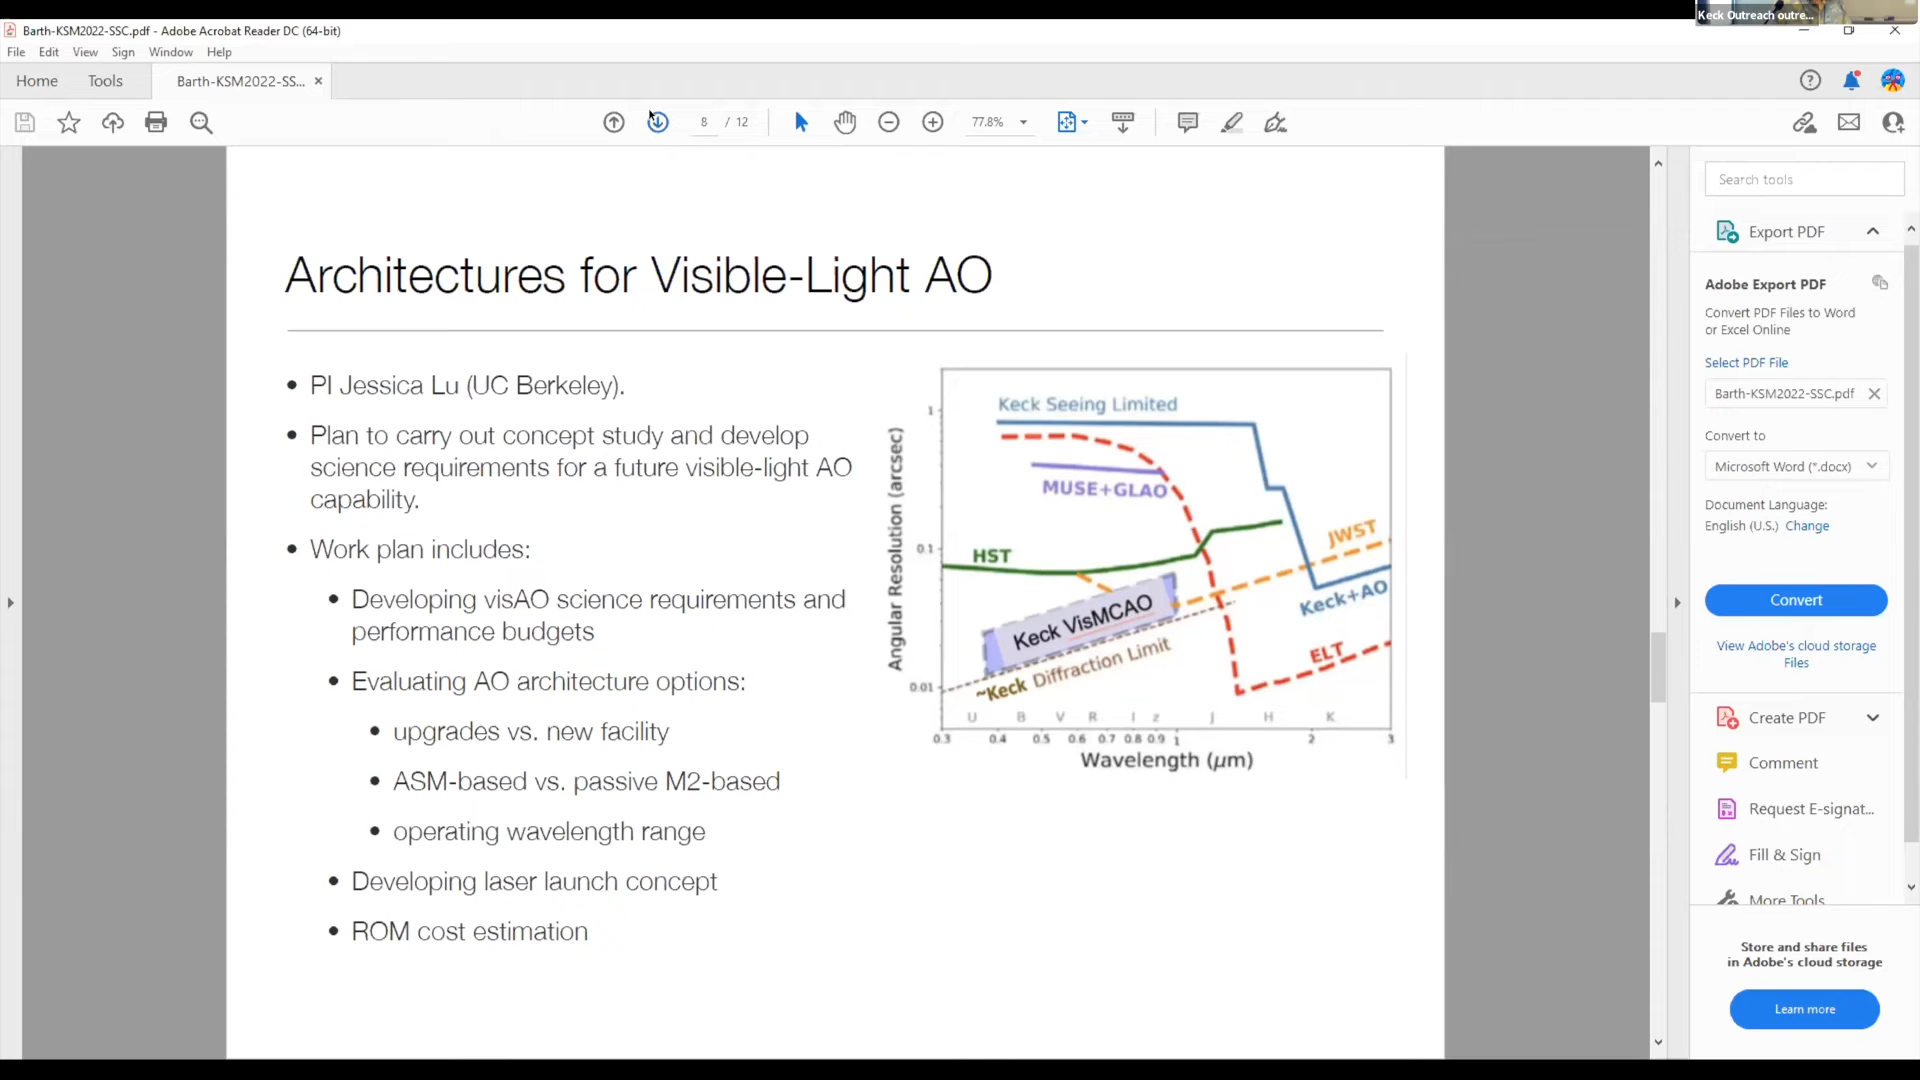 Keck Outreach outre...
Barth-KSM2022-SSC.pdf - Adobe Acrobat Reader DC (64-bit)
File Edit View Sign Window Help
Home Tools Barth-KSM2022-SS... ×
8 / 12 77.8%
Architectures for Visible-Light AO
• PI Jessica Lu (UC Berkeley).
• Plan to carry out concept study and develop
science requirements for a future visible-light AO
capability.
• Work plan includes:
• Developing visAO science requirements and
performance budgets
• Evaluating AO architecture options:
• upgrades vs. new facility
• ASM-based vs. passive M2-based
• operating wavelength range
• Developing laser launch concept
• ROM cost estimation
Angular Resolution (arcsec)
1
0.1
0.01
Keck Seeing Limited
MUSE+GLAO
HST
JWST
Keck VisMCAO
Keck+AO
~Keck Diffraction Limit
ELT
U B V R I z J H K
0.3 0.4 0.5 0.6 0.7 0.8 0.9 1 2 3
Wavelength (μm)
Search tools
Export PDF
Adobe Export PDF
Convert PDF Files to Word
or Excel Online
Select PDF File
Barth-KSM2022-SSC.pdf ×
Convert to
Microsoft Word (*.docx)
Document Language:
English (U.S.) Change
Convert
View Adobe's cloud storage
Files
Create PDF
Comment
Request E-signat...
Fill & Sign
More Tools
Store and share files
in Adobe's cloud storage
Learn more